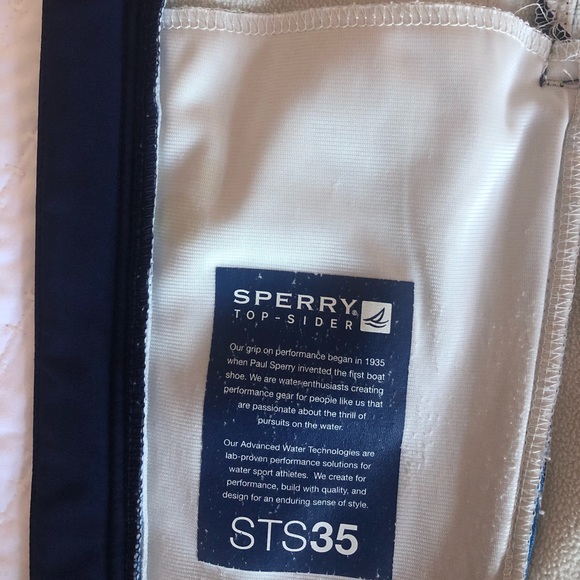 SPERRY®
TOP-SIDER
Our grip on performance began in 1935
when Paul Sperry invented the first boat
shoe. We are water enthusiasts creating
performance gear for people like us that
are passionate about the thrill of
pursuits on the water.
Our Advanced Water Technologies are
lab-proven performance solutions for
water sport athletes. We create for
performance, build with quality, and
design for an enduring sense of style.
STS35